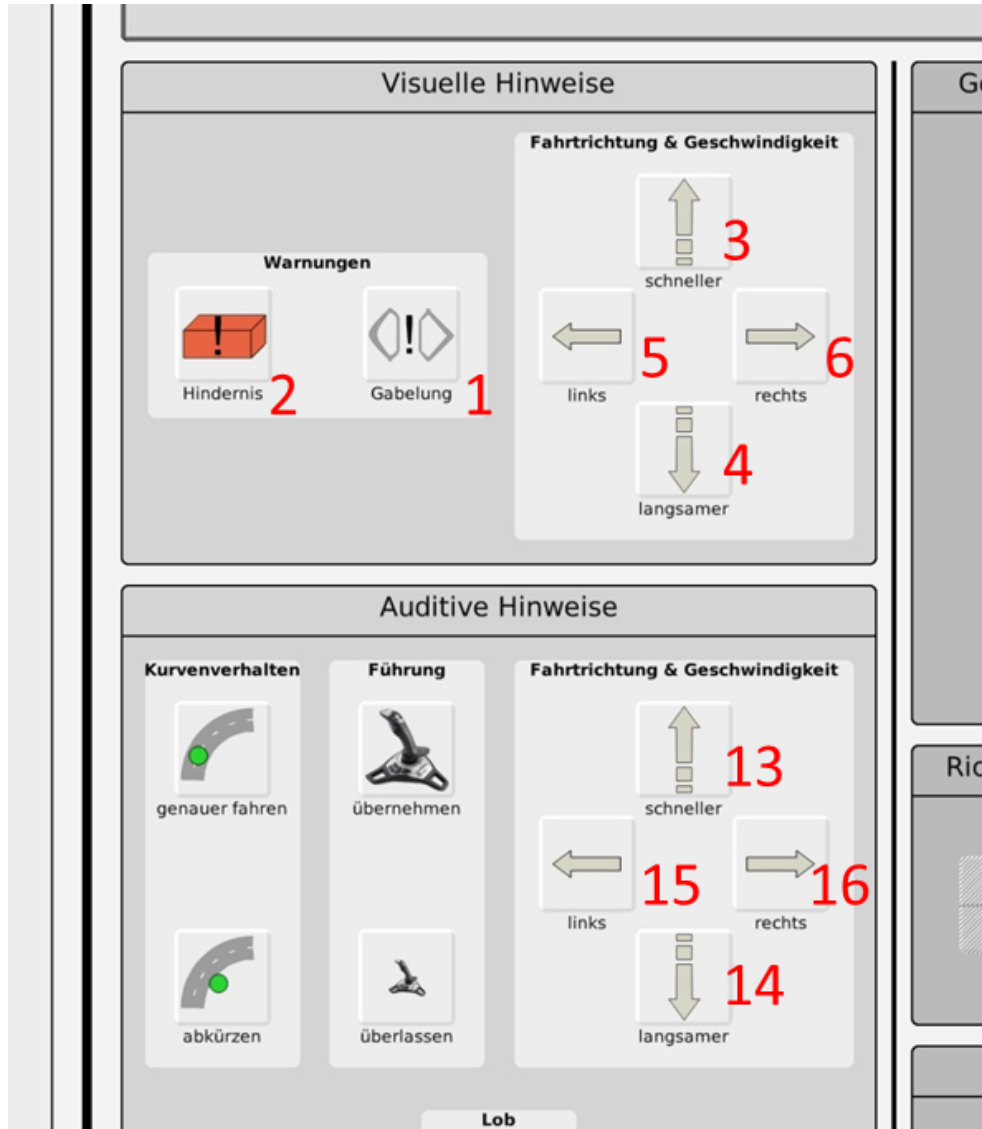 Visuelle Hinweise
Fahrtrichtung & Geschwindigkeit
3
schneller
Warnungen
Hindernis 2
Gabelung 1
5
links
6
rechts
4
langsamer
Auditive Hinweise
Kurvenverhalten
genauer fahren
abkürzen
Führung
übernehmen
überlassen
Fahrtrichtung & Geschwindigkeit
13
schneller
15
links
16
rechts
14
langsamer
Lob